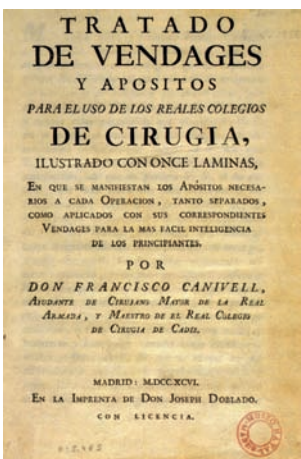 TRATADO
DE VENDAGES
Y APOSITOS
PARA EL USO DE LOS REALES COLEGIOS
DE CIRUGIA,
ILUSTRADO CON ONCE LAMINAS,
EN QUE SE MANIFIESTAN LOS APÓSITOS NECESA-
RIOS A CADA OPERACION, TANTO SEPARADOS,
COMO APLICADOS CON SUS CORRESPONDIENTES
VENDAGES PARA LA MAS FACIL INTELIGENCIA
DE LOS PRINCIPIANTES.
POR
DON FRANCISCO CANIVELL,
AYUDANTE DE CIRUJANO MAYOR DE LA REAL
ARMADA, Y MAESTRO DE EL REAL COLEGIO
DE CIRUGIA DE CADIZ.
MADRID: M.DCC.XCVI.
EN LA IMPRENTA DE DON JOSEPH DOBLADO.
CON LICENCIA.